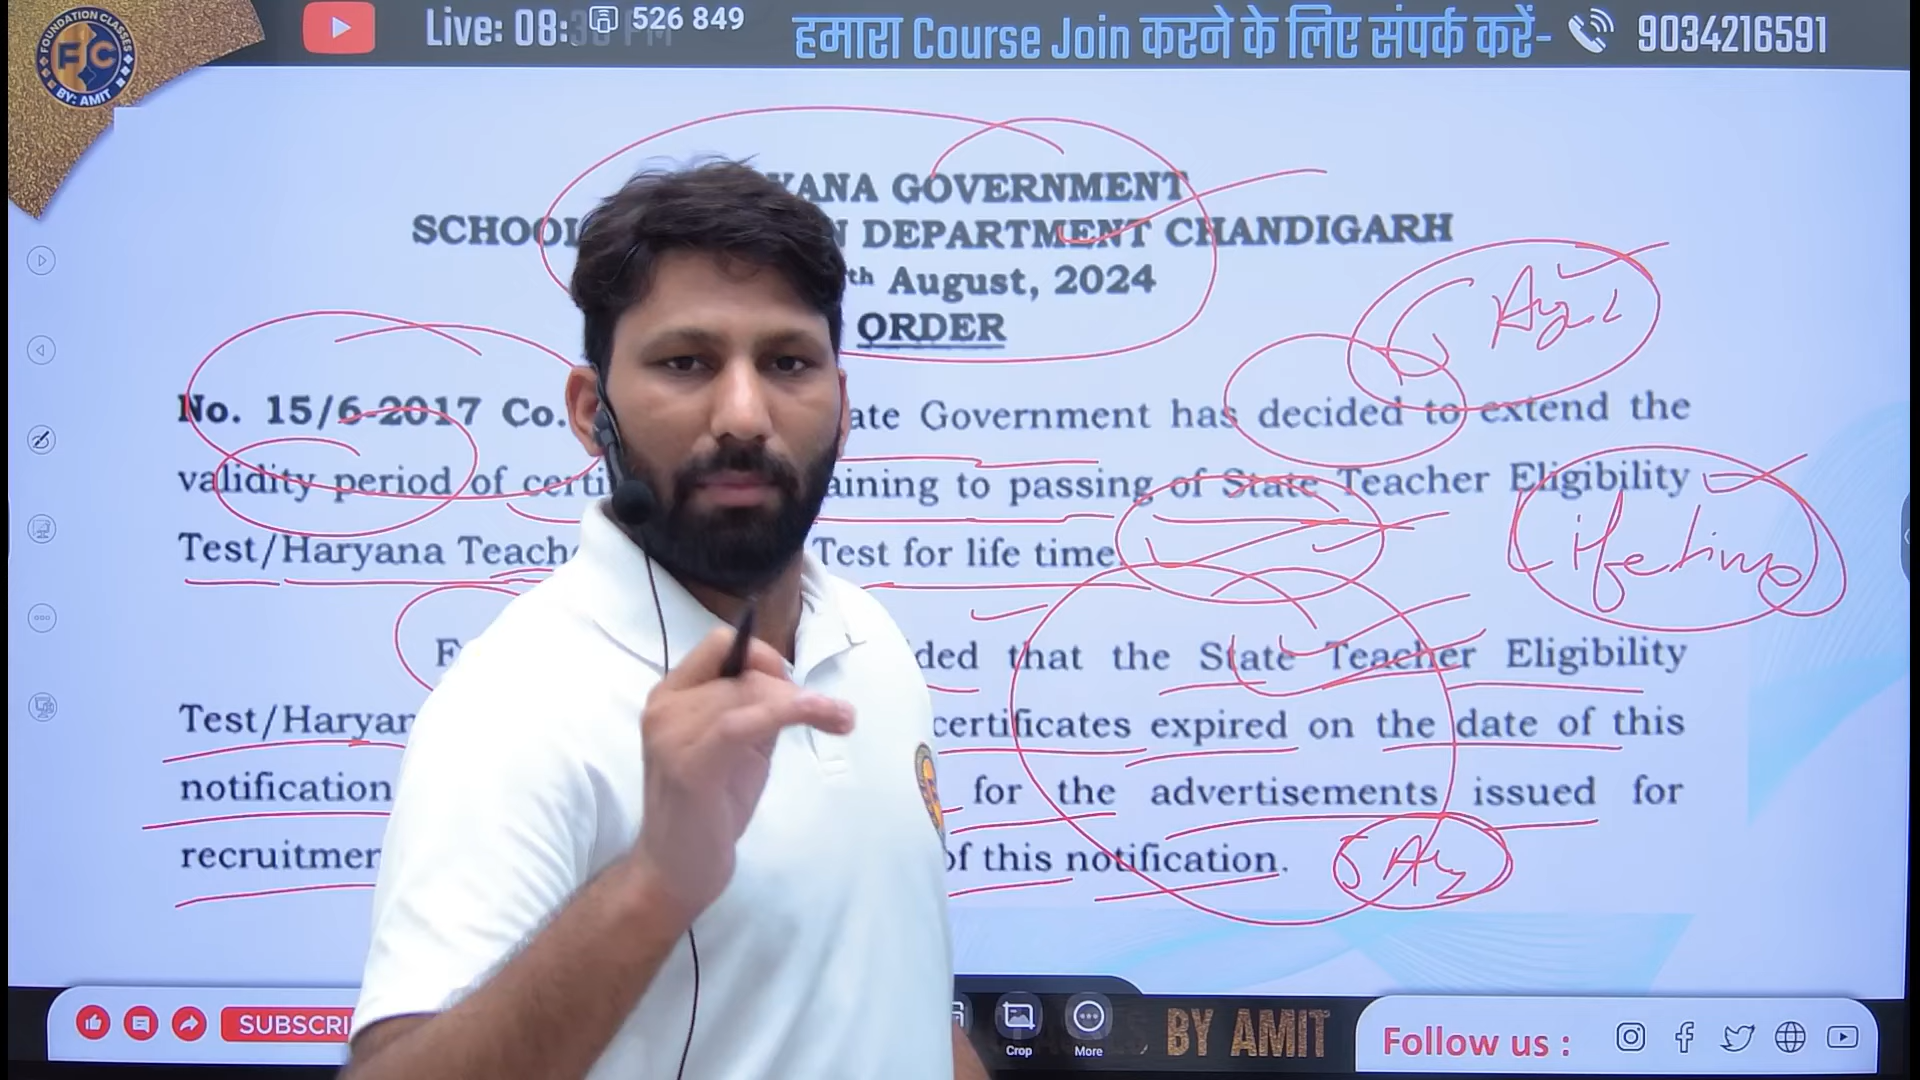 FOUNDATION CLASSES
FC
BY: AMIT
Live: 08:
526 849
हमारा Course Join करने के लिए संपर्क करें- 9034216591
YANA GOVERNMENT
SCHOOL N DEPARTMENT CHANDIGARH
th August, 2024
ORDER
No. 15/6-2017 Co. ate Government has decided to extend the
validity period of certi aining to passing of State Teacher Eligibility
Test/Haryana Teach Test for life time.
F ded that the State Teacher Eligibility
Test/Haryan certificates expired on the date of this
notification for the advertisements issued for
recruitmen of this notification.
5 Ay
Lifetime
SUBSCRI
Crop
More
BY AMIT
Follow us :